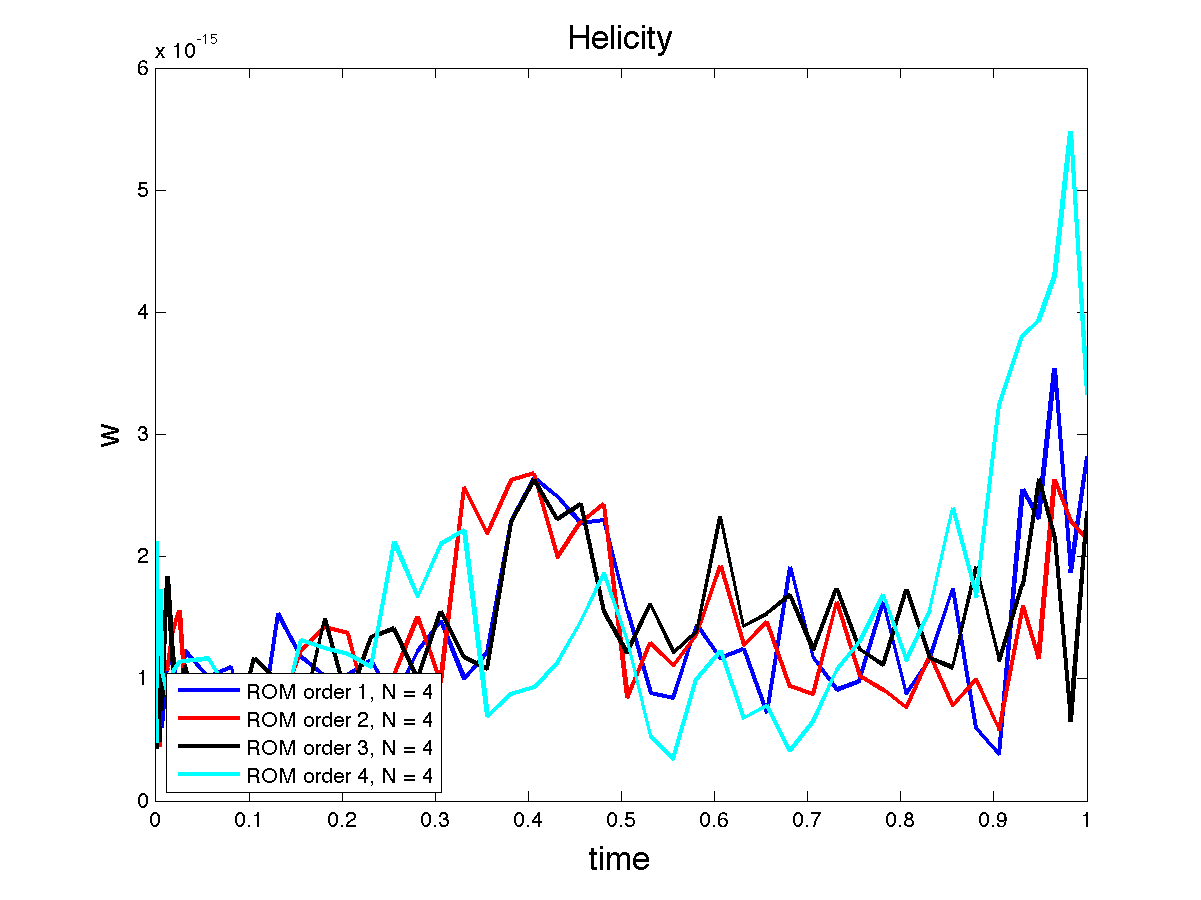 Helicity
x 10-15
6
5
4
3
2
1
0
w
ROM order 1, N = 4
ROM order 2, N = 4
ROM order 3, N = 4
ROM order 4, N = 4
0 0.1 0.2 0.3 0.4 0.5 0.6 0.7 0.8 0.9 1
time